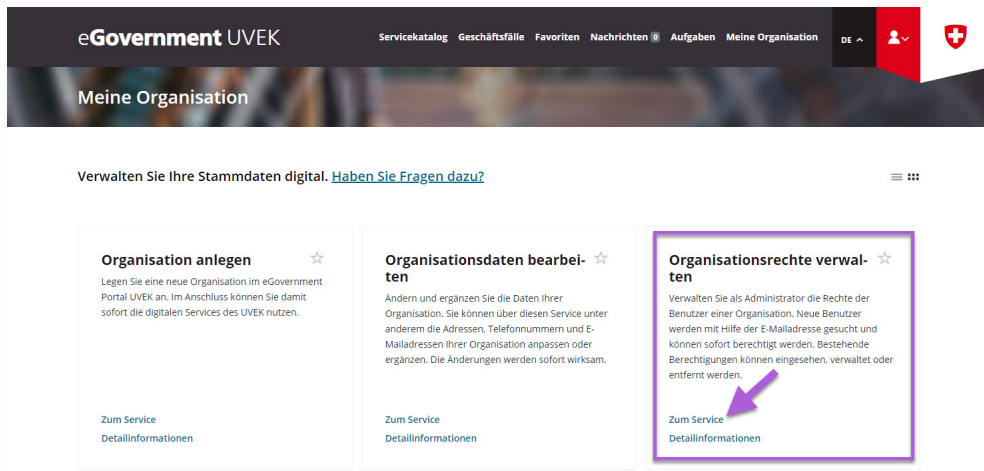 eGovernment UVEK
Servicekatalog Geschäftsfälle Favoriten Nachrichten 0 Aufgaben Meine Organisation
DE
Meine Organisation
Verwalten Sie Ihre Stammdaten digital. Haben Sie Fragen dazu?
Organisation anlegen
Legen Sie eine neue Organisation im eGovernment
Portal UVEK an. Im Anschluss können Sie damit
sofort die digitalen Services des UVEK nutzen.
Zum Service
Detailinformationen
Organisationsdaten bearbei-
ten
Ändern und ergänzen Sie die Daten Ihrer
Organisation. Sie können über diesen Service unter
anderem die Adressen, Telefonnummern und E-
Mailadressen Ihrer Organisation anpassen oder
ergänzen. Die Änderungen werden sofort wirksam.
Zum Service
Detailinformationen
Organisationsrechte verwal-
ten
Verwalten Sie als Administrator die Rechte der
Benutzer einer Organisation. Neue Benutzer
werden mit Hilfe der E-Mailadresse gesucht und
können sofort berechtigt werden. Bestehende
Berechtigungen können eingesehen, verwaltet oder
entfernt werden.
Zum Service
Detailinformationen